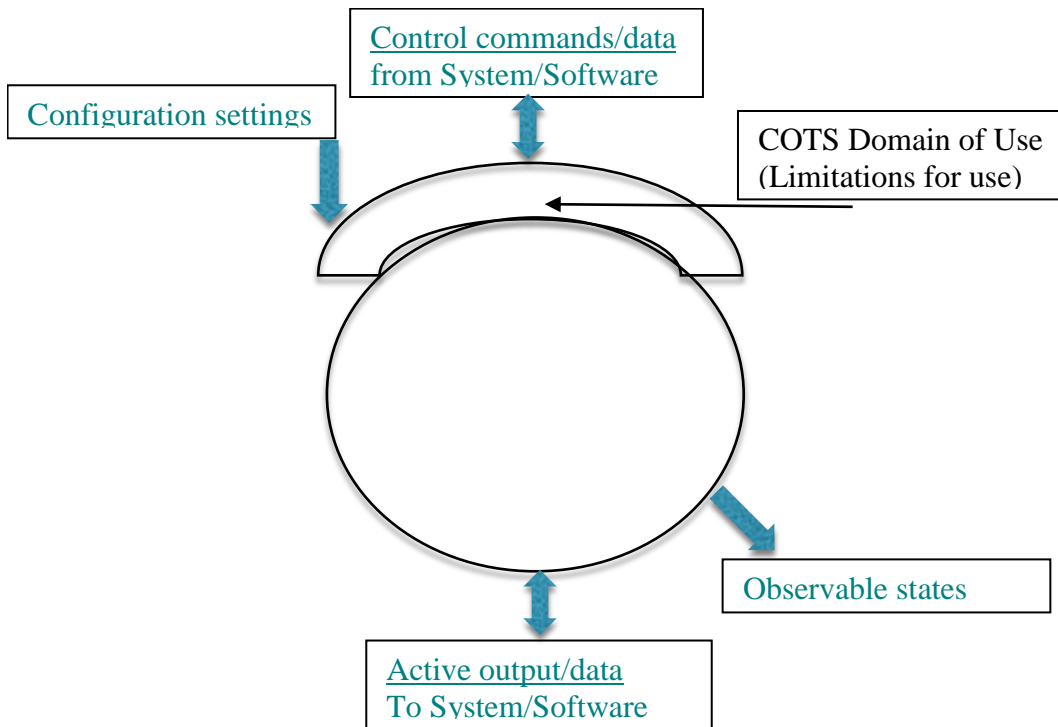 Control commands/data
from System/Software
Configuration settings
COTS Domain of Use
(Limitations for use)
Observable states
Active output/data
To System/Software